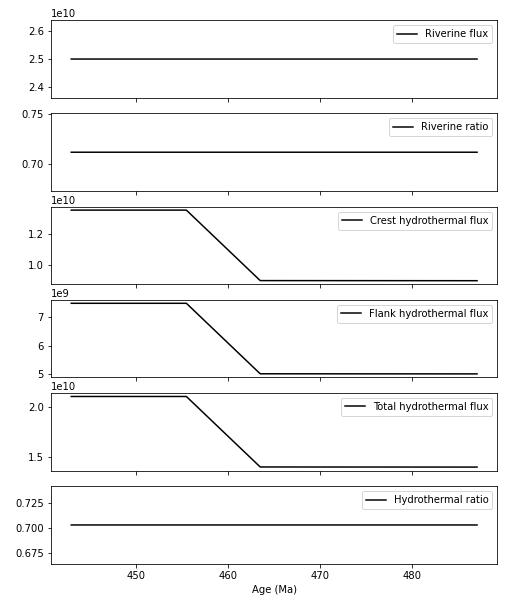 1e10
2.6
Riverine flux
2.5
2.4
0.75
Riverine ratio
0.70
1e10
Crest hydrothermal flux
1.2
1.0
1e9
Flank hydrothermal flux
7
6
5
1e10
Total hydrothermal flux
2.0
1.5
Hydrothermal ratio
0.725
0.700
0.675
450 460 470 480
Age (Ma)